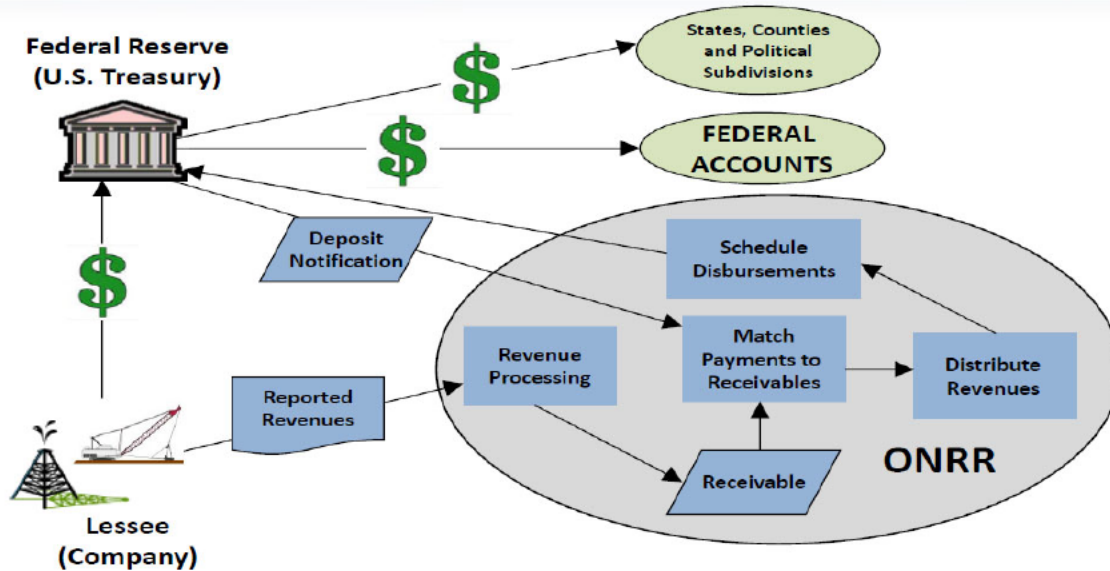 Federal Reserve
(U.S. Treasury)
States, Counties
and Political
Subdivisions
FEDERAL
ACCOUNTS
$
$
$
Deposit
Notification
Schedule
Disbursements
Revenue
Processing
Match
Payments to
Receivables
Distribute
Revenues
Reported
Revenues
Receivable
ONRR
Lessee
(Company)